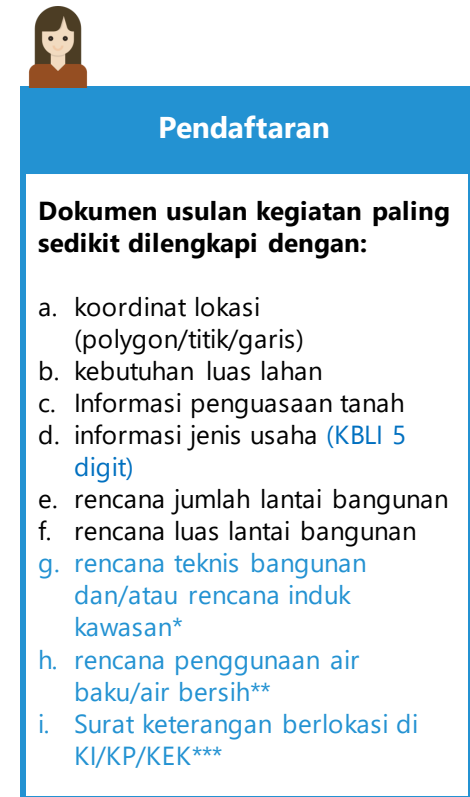 Pendaftaran
Dokumen usulan kegiatan paling
sedikit dilengkapi dengan:
a. koordinat lokasi
(polygon/titik/garis)
b. kebutuhan luas lahan
c. Informasi penguasaan tanah
d. informasi jenis usaha (KBLI 5
digit)
e. rencana jumlah lantai bangunan
f. rencana luas lantai bangunan
g. rencana teknis bangunan
dan/atau rencana induk
kawasan*
h. rencana penggunaan air
baku/air bersih**
i. Surat keterangan berlokasi di
KI/KP/KEK***